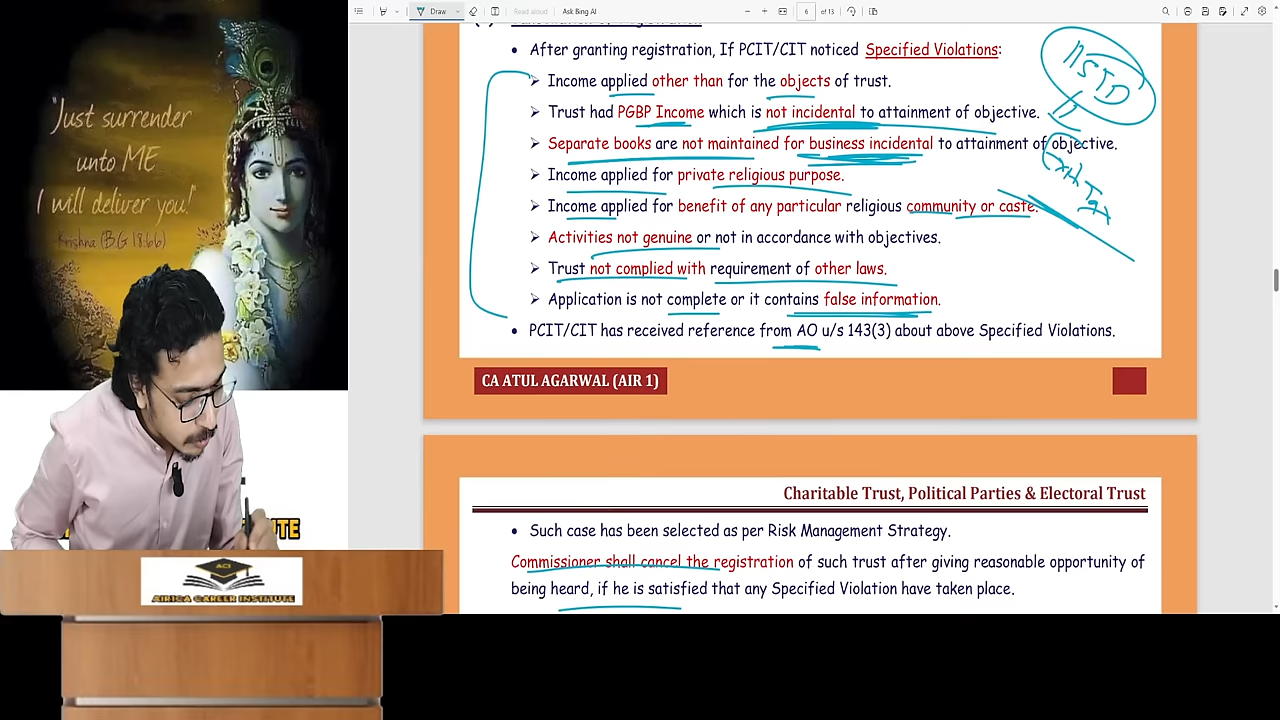 "Just surrender
unto ME
I will deliver you!"
- Krishna (BG 18:66)
Draw
Read aloud
Ask Bing AI
6 of 13
• After granting registration, If PCIT/CIT noticed Specified Violations:
➤ Income applied other than for the objects of trust.
➤ Trust had PGBP Income which is not incidental to attainment of objective.
➤ Separate books are not maintained for business incidental to attainment of objective.
➤ Income applied for private religious purpose.
➤ Income applied for benefit of any particular religious community or caste.
➤ Activities not genuine or not in accordance with objectives.
➤ Trust not complied with requirement of other laws.
➤ Application is not complete or it contains false information.
• PCIT/CIT has received reference from AO u/s 143(3) about above Specified Violations.
CA ATUL AGARWAL (AIR 1)
Charitable Trust, Political Parties & Electoral Trust
• Such case has been selected as per Risk Management Strategy.
Commissioner shall cancel the registration of such trust after giving reasonable opportunity of
being heard, if he is satisfied that any Specified Violation have taken place.
ACI
AIR1CA CAREER INSTITUTE